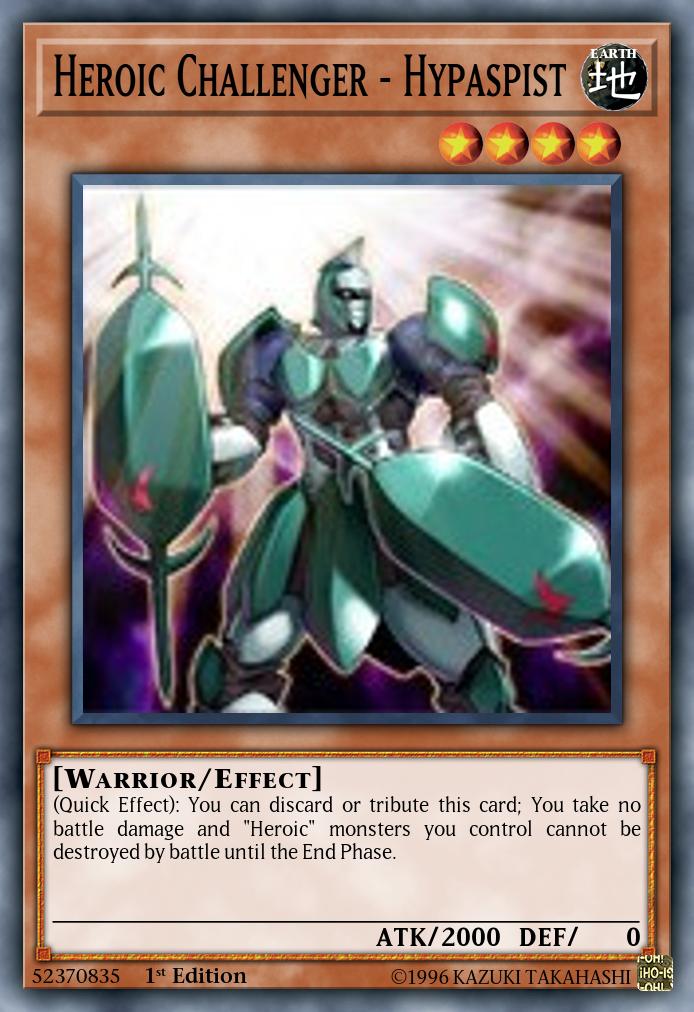 Heroic Challenger - Hypaspist
EARTH
地
[Warrior/Effect]
(Quick Effect): You can discard or tribute this card; You take no
battle damage and "Heroic" monsters you control cannot be
destroyed by battle until the End Phase.
ATK/2000 DEF/ 0
52370835 1st Edition ©1996 KAZUKI TAKAHASHI